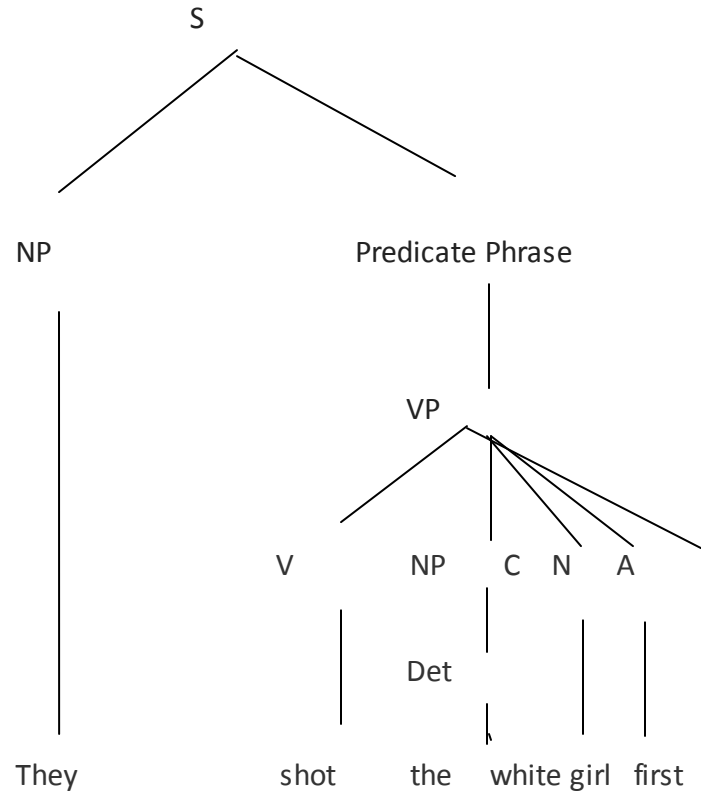 S
NP Predicate Phrase
VP
V NP C N A
Det
They shot the white girl first